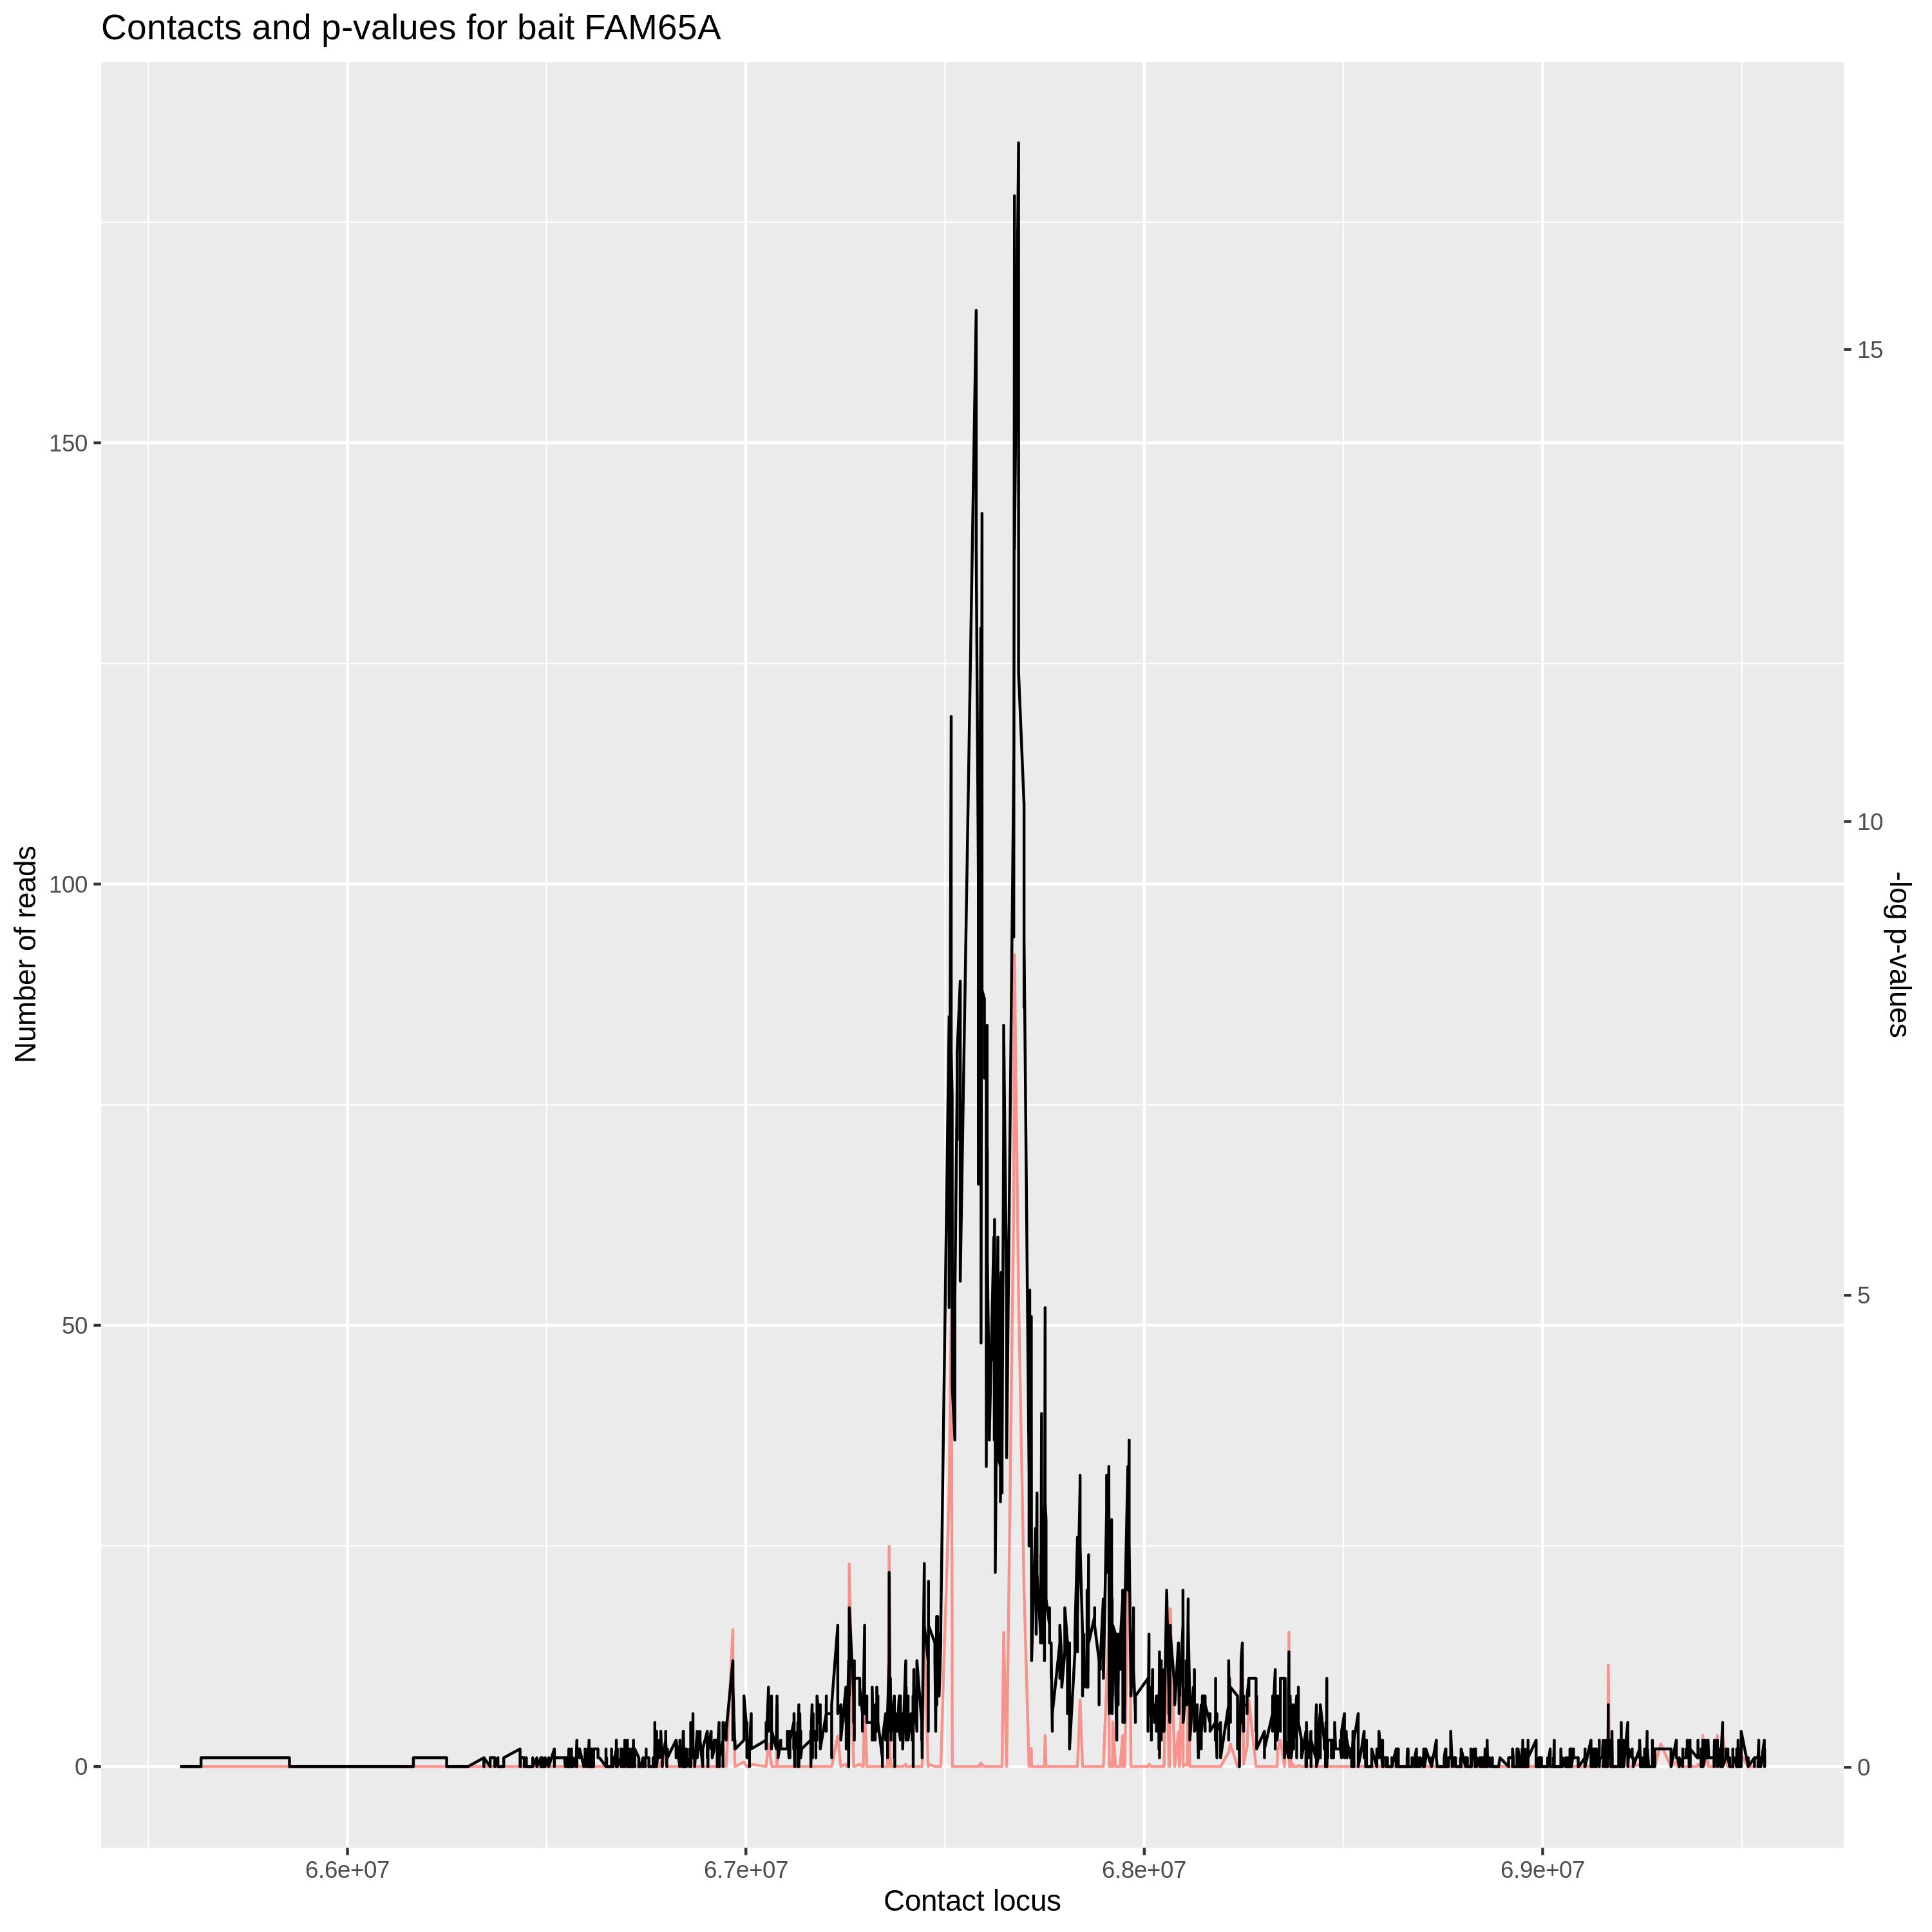 Contacts and p-values for bait FAM65A
Number of reads
150
100
50
0
15
10
5
0
-log p-values
6.6e+07
6.7e+07
6.8e+07
6.9e+07
Contact locus